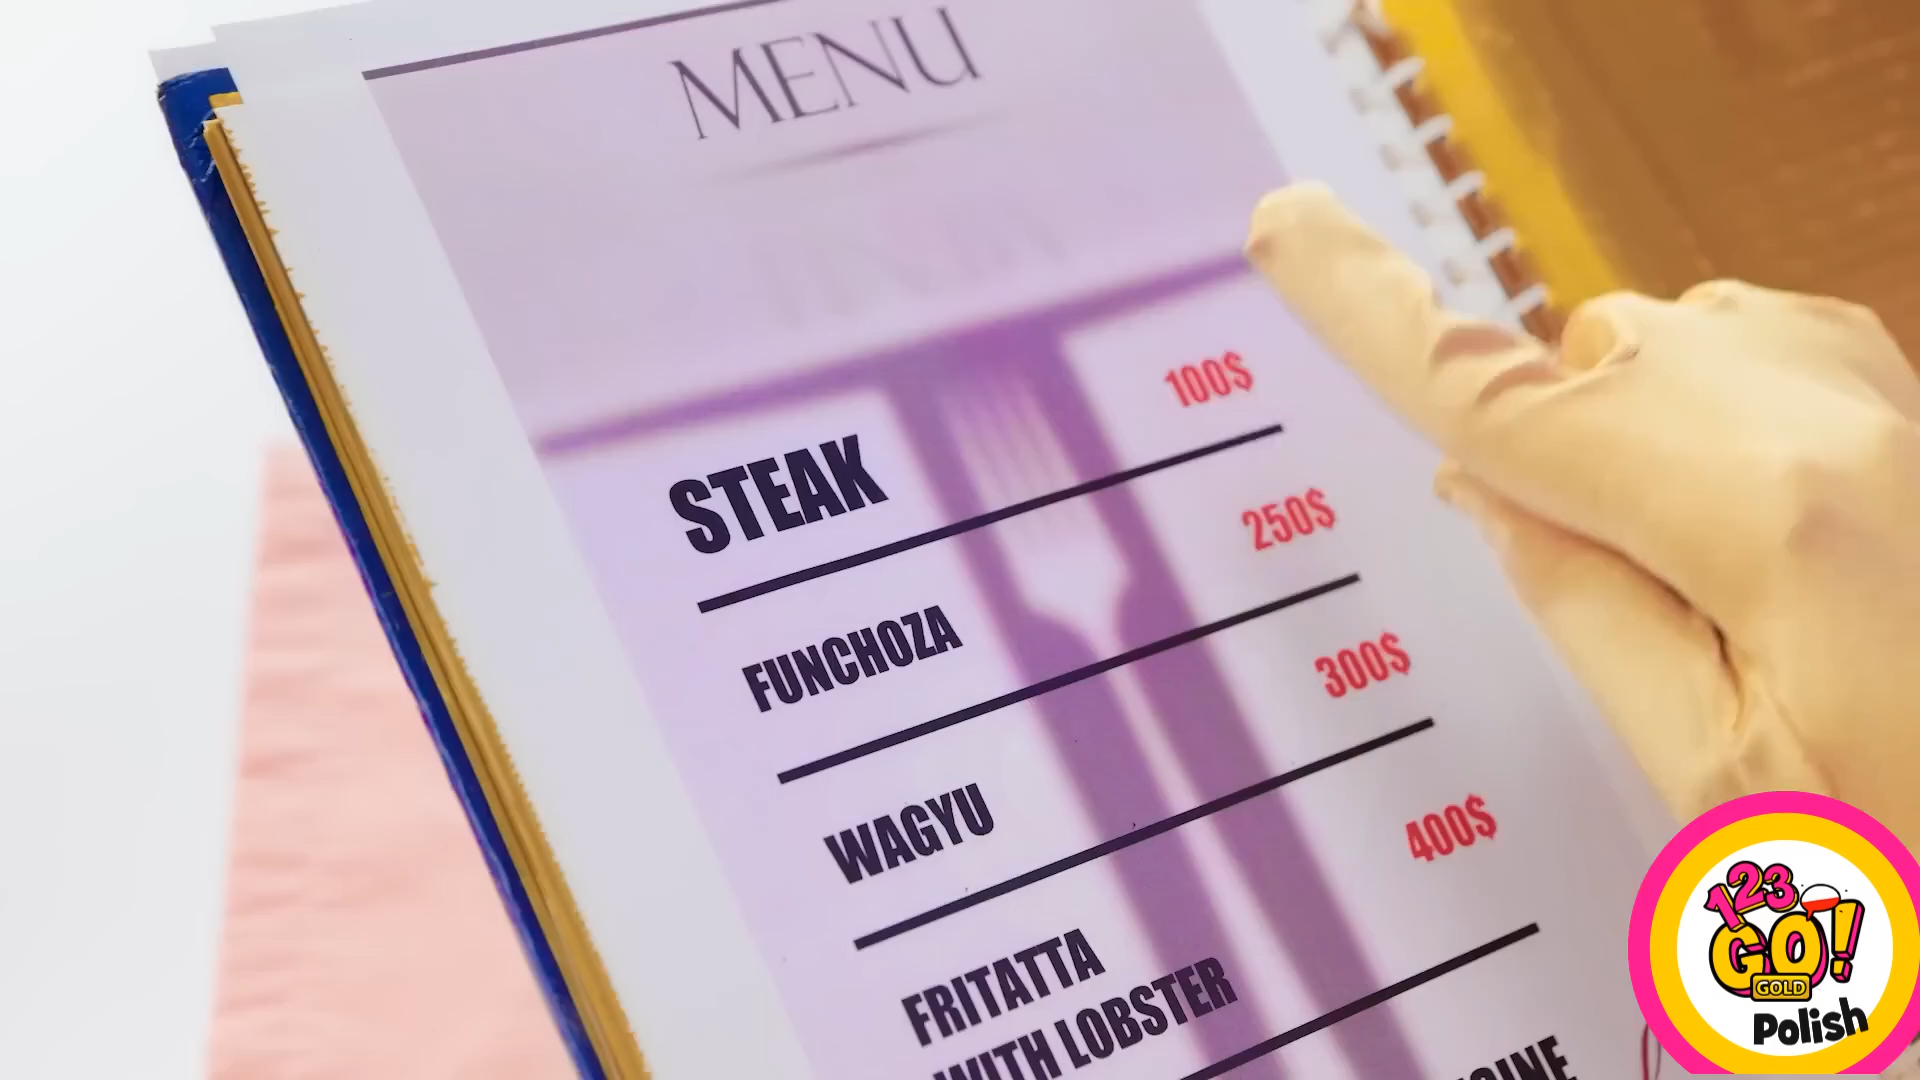 MENU
STEAK 100$
FUNCHOZA 250$
WAGYU 300$
FRITATTA 400$
WITH LOBSTER
123
GO!
GOLD
Polish